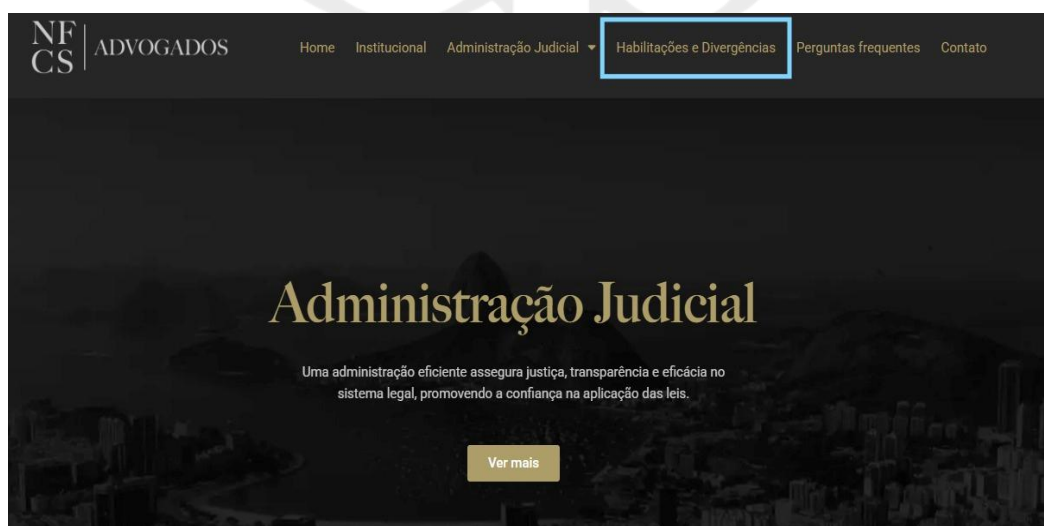 NF
CS
ADVOGADOS
Home Institucional Administração Judicial Habilitações e Divergências Perguntas frequentes Contato
Administração Judicial
Uma administração eficiente assegura justiça, transparência e eficácia no
sistema legal, promovendo a confiança na aplicação das leis.
Ver mais